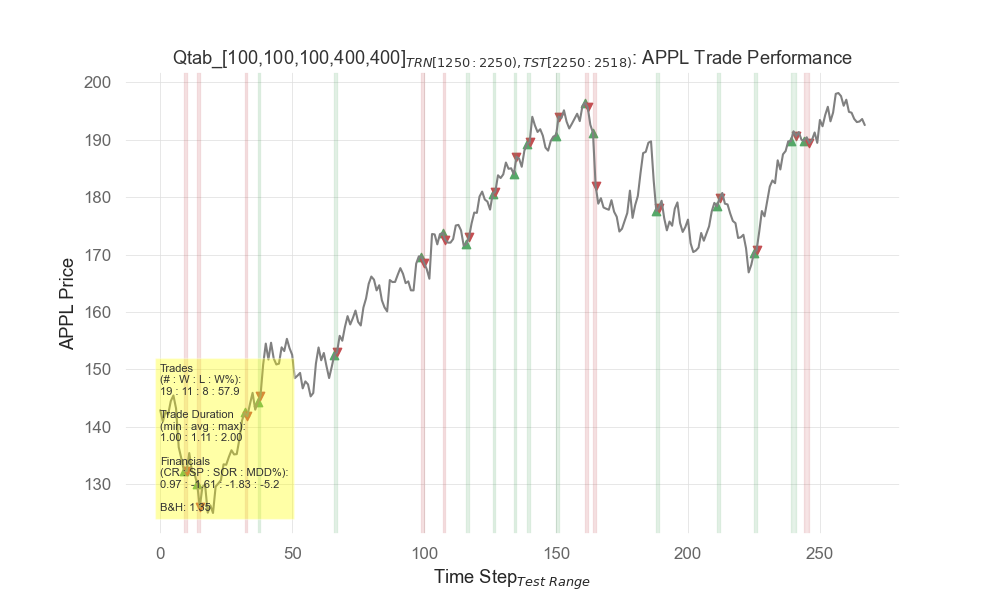 Qtab_[100,100,100,400,400]TRN[1250:2250),TST[2250:2518): APPL Trade Performance
200
190
180
170
160
150
140
130
APPL Price
Trades
(# : W : L : W%):
19 : 11 : 8 : 57.9
Trade Duration
(min : avg : max):
1.00 : 1.11 : 2.00
Financials
(CR : SP : SOR : MDD%):
0.97 : -1.61 : -1.83 : -5.2
B&H: 1.35
0
50
100
150
200
250
Time Step Test Range